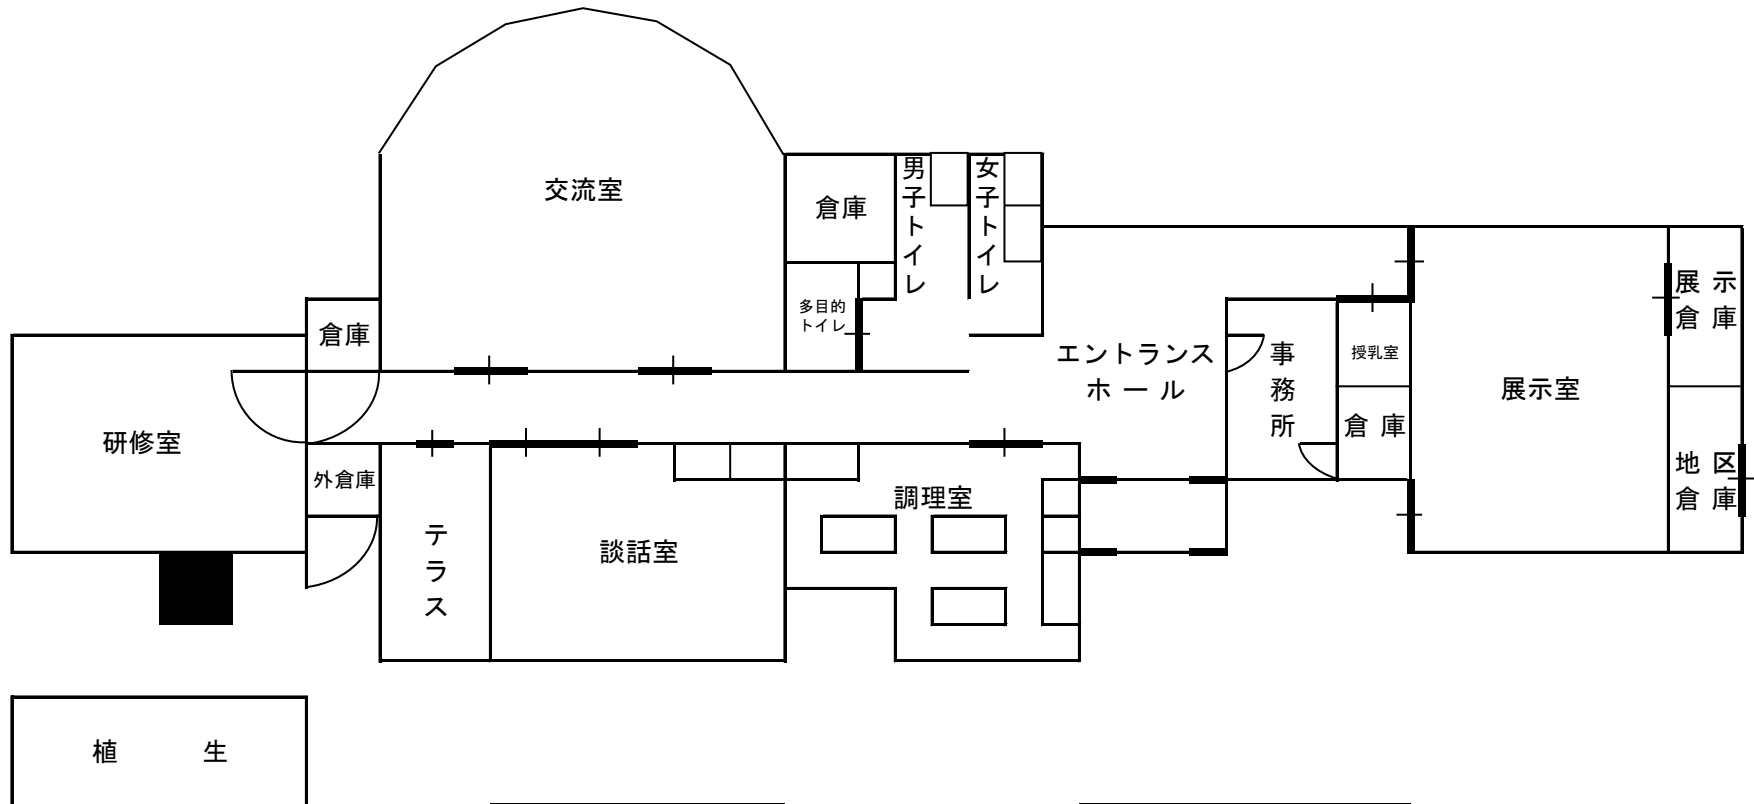 交流室
倉庫
男子トイレ
女子トイレ
多目的
トイレ
倉庫
研修室
外倉庫
テラス
談話室
調理室
エントランス
ホール
事務所
授乳室
倉庫
展示室
展示
倉庫
地区
倉庫
植生